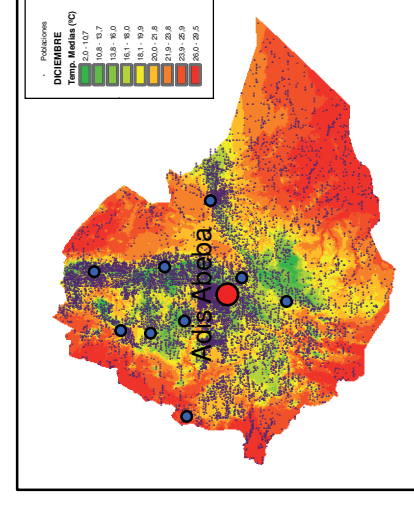 Poblaciones
DICIEMBRE
Temp. Medias (ºC)
2,0 - 10,7
10,8 - 13,7
13,8 - 16,0
16,1 - 18,0
18,1 - 19,9
20,0 - 21,8
21,9 - 23,8
23,9 - 25,9
26,0 - 29,5
Adis Abeba